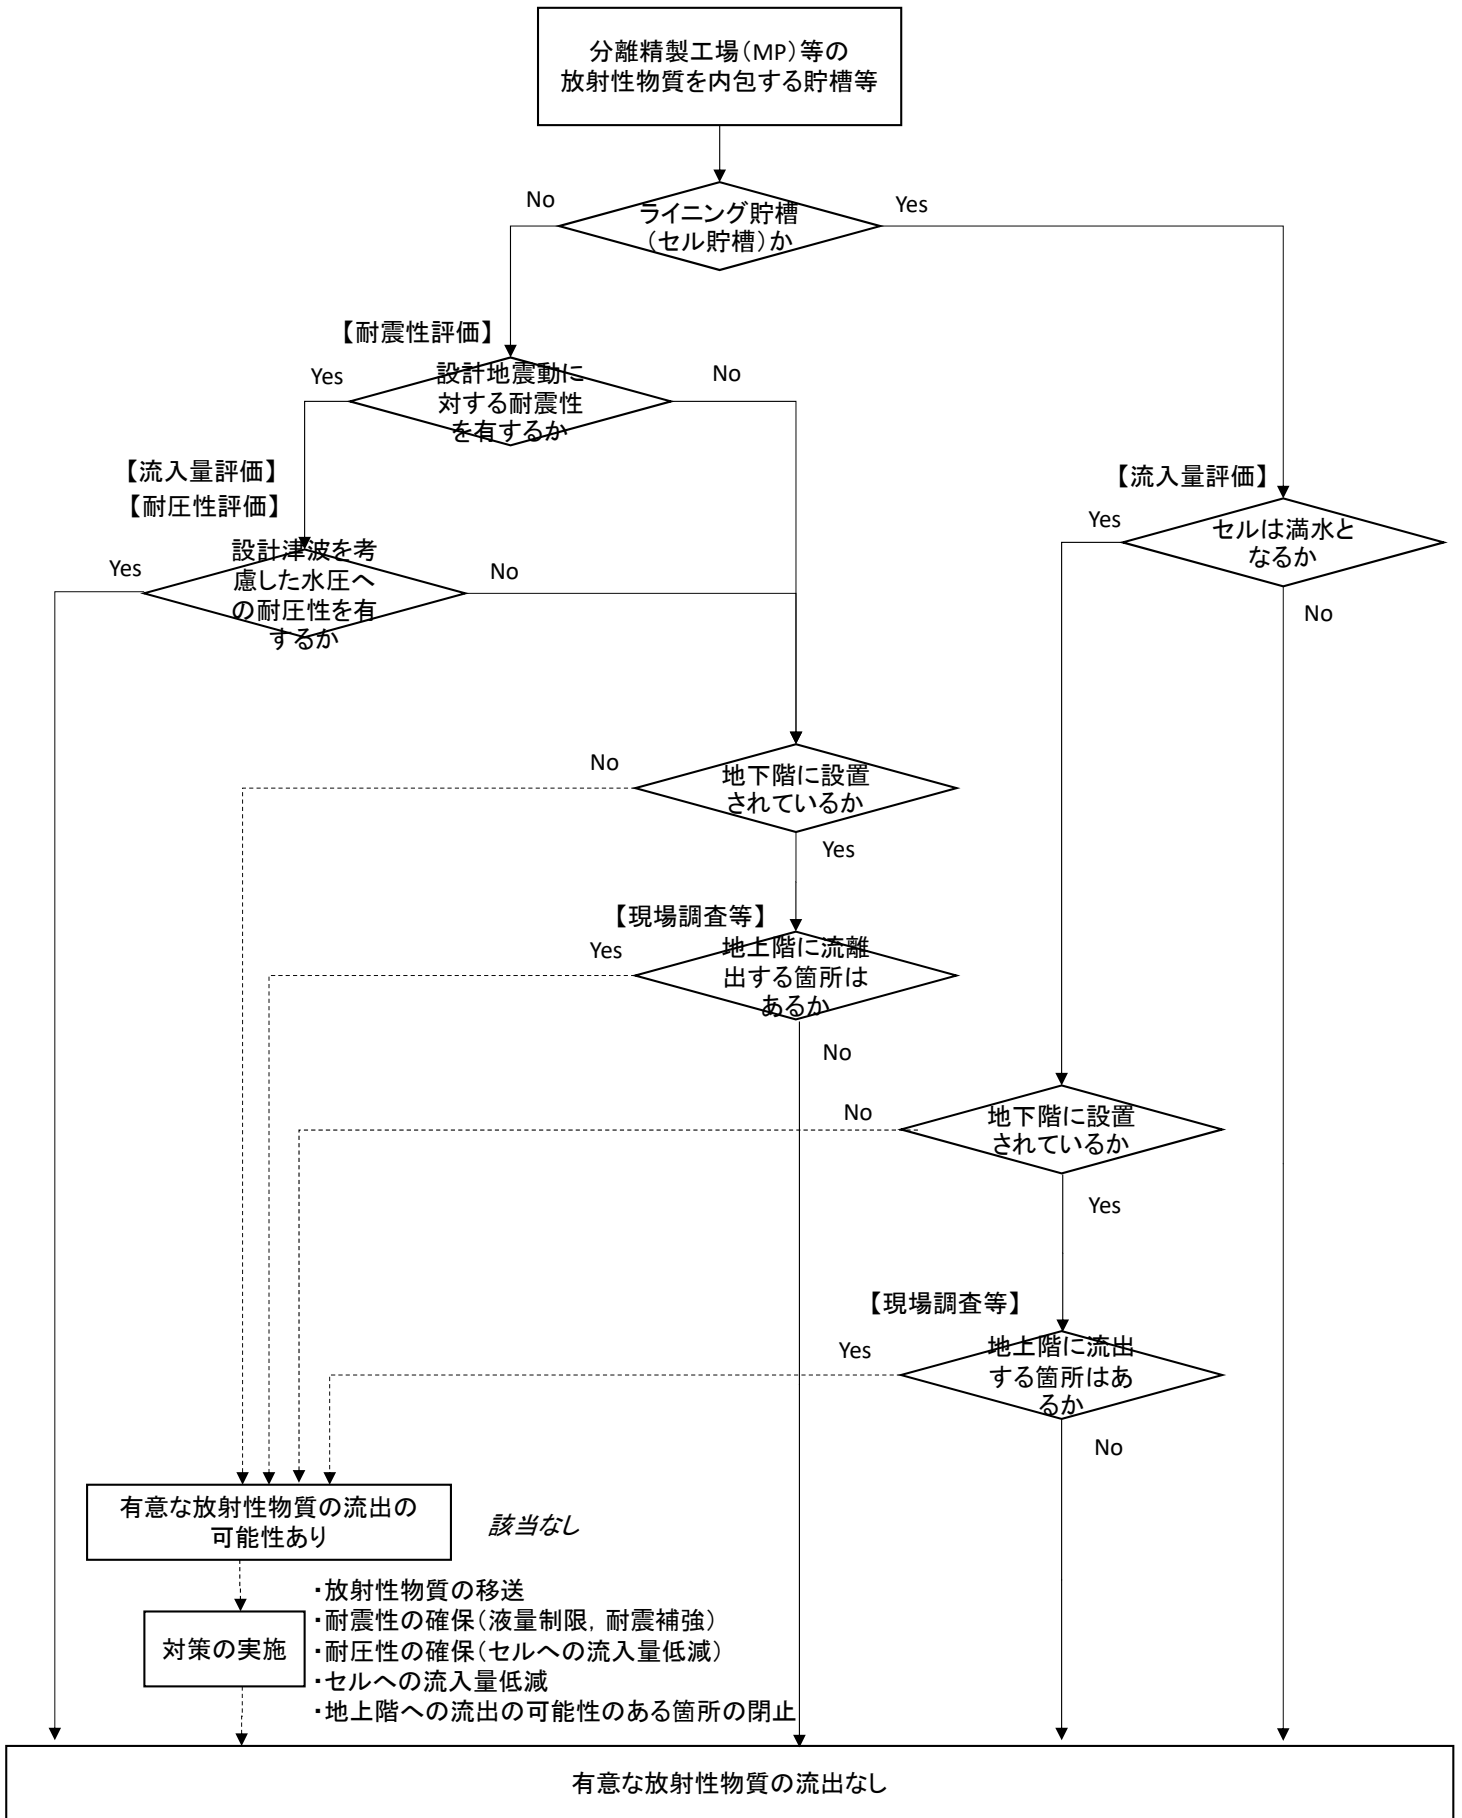 分離精製工場(MP)等の
放射性物質を内包する貯槽等
No
ライニング貯槽
(セル貯槽)か
Yes
【耐震性評価】
Yes
設計地震動に
対する耐震性
を有するか
No
【流入量評価】
【耐圧性評価】
【流入量評価】
Yes
セルは満水と
なるか
No
Yes
設計津波を考
慮した水圧へ
の耐圧性を有
するか
No
No
地下階に設置
されているか
Yes
【現場調査等】
Yes
地上階に流離
出する箇所は
あるか
No
No
地下階に設置
されているか
Yes
【現場調査等】
Yes
地上階に流出
する箇所はあ
るか
No
有意な放射性物質の流出の
可能性あり
該当なし
対策の実施
・放射性物質の移送
・耐震性の確保(液量制限, 耐震補強)
・耐圧性の確保(セルへの流入量低減)
・セルへの流入量低減
・地上階への流出の可能性のある箇所の閉止
有意な放射性物質の流出なし